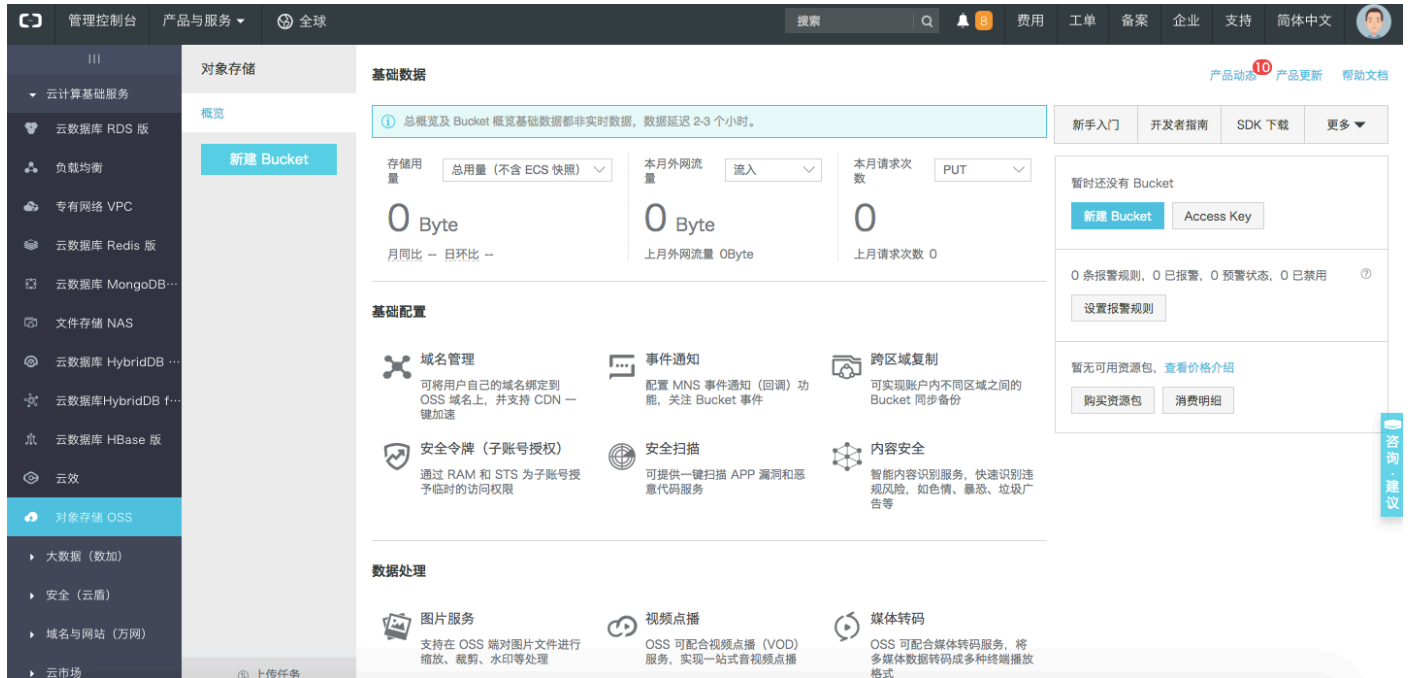 管理控制台 产品与服务 全球 搜索 8 费用 工单 备案 企业 支持 简体中文
云计算基础服务
云数据库 RDS 版
负载均衡
专有网络 VPC
云数据库 Redis 版
云数据库 MongoDB···
文件存储 NAS
云数据库 HybridDB ···
云数据库HybridDB f···
云数据库 HBase 版
云效
对象存储 OSS
大数据（数加）
安全（云盾）
域名与网站（万网）
云市场
对象存储
概览
新建 Bucket
上传任务
基础数据
产品动态 10 产品更新 帮助文档
总概览及 Bucket 概览基础数据都非实时数据，数据延迟 2-3 个小时。
存储用量
总用量（不含 ECS 快照）
0 Byte
月同比 -- 日环比 --
本月外网流量
流入
0 Byte
上月外网流量 0Byte
本月请求次数
PUT
0
上月请求次数 0
基础配置
域名管理
可将用户自己的域名绑定到
OSS 域名上，并支持 CDN 一
键加速
事件通知
配置 MNS 事件通知（回调）功
能，关注 Bucket 事件
跨区域复制
可实现账户内不同区域之间的
Bucket 同步备份
安全令牌（子账号授权）
通过 RAM 和 STS 为子账号授
予临时的访问权限
安全扫描
可提供一键扫描 APP 漏洞和恶
意代码服务
内容安全
智能内容识别服务，快速识别违
规风险，如色情、暴恐、垃圾广
告等
数据处理
图片服务
支持在 OSS 端对图片文件进行
缩放、裁剪、水印等处理
视频点播
OSS 可配合视频点播（VOD）
服务，实现一站式音视频点播
媒体转码
OSS 可配合媒体转码服务，将
多媒体数据转码成多种终端播放
格式
新手入门 开发者指南 SDK 下载 更多
暂时还没有 Bucket
新建 Bucket Access Key
0 条报警规则，0 已报警，0 预警状态，0 已禁用
设置报警规则
暂无可用资源包，查看价格介绍
购买资源包 消费明细
咨询·建议